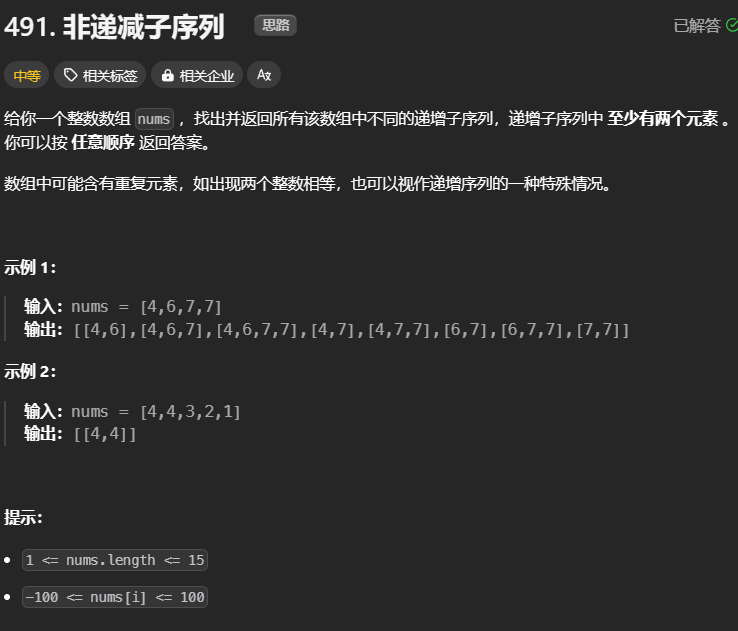 491. 非递减子序列 思路 已解答
中等 相关标签 相关企业 Ax
给你一个整数数组 nums ，找出并返回所有该数组中不同的递增子序列，递增子序列中 至少有两个元素 。
你可以按 任意顺序 返回答案。
数组中可能含有重复元素，如出现两个整数相等，也可以视作递增序列的一种特殊情况。
示例 1：
输入：nums = [4,6,7,7]
输出：[[4,6],[4,6,7],[4,6,7,7],[4,7],[4,7,7],[6,7],[6,7,7],[7,7]]
示例 2：
输入：nums = [4,4,3,2,1]
输出：[[4,4]]
提示：
• 1 <= nums.length <= 15
• -100 <= nums[i] <= 100